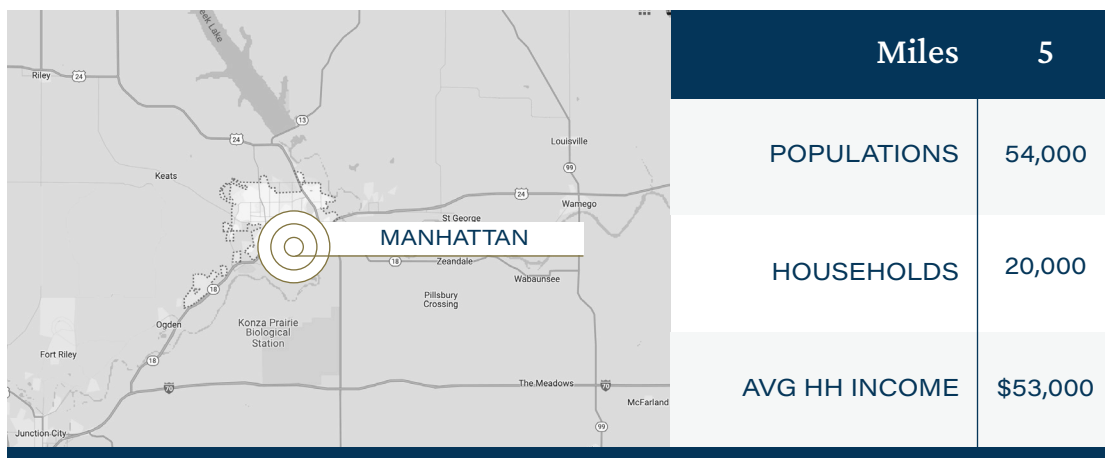 eek Lake
Riley
24
13
24
Louisville
99
Keats
24
Wamego
St George
MANHATTAN
18
Zeandale
Wabaunsee
18
Pillsbury
Crossing
Ogden
Konza Prairie
Biological
Station
Fort Riley
18
70
The Meadows
70
McFarland
99
Junction City
Miles 5
POPULATIONS 54,000
HOUSEHOLDS 20,000
AVG HH INCOME $53,000